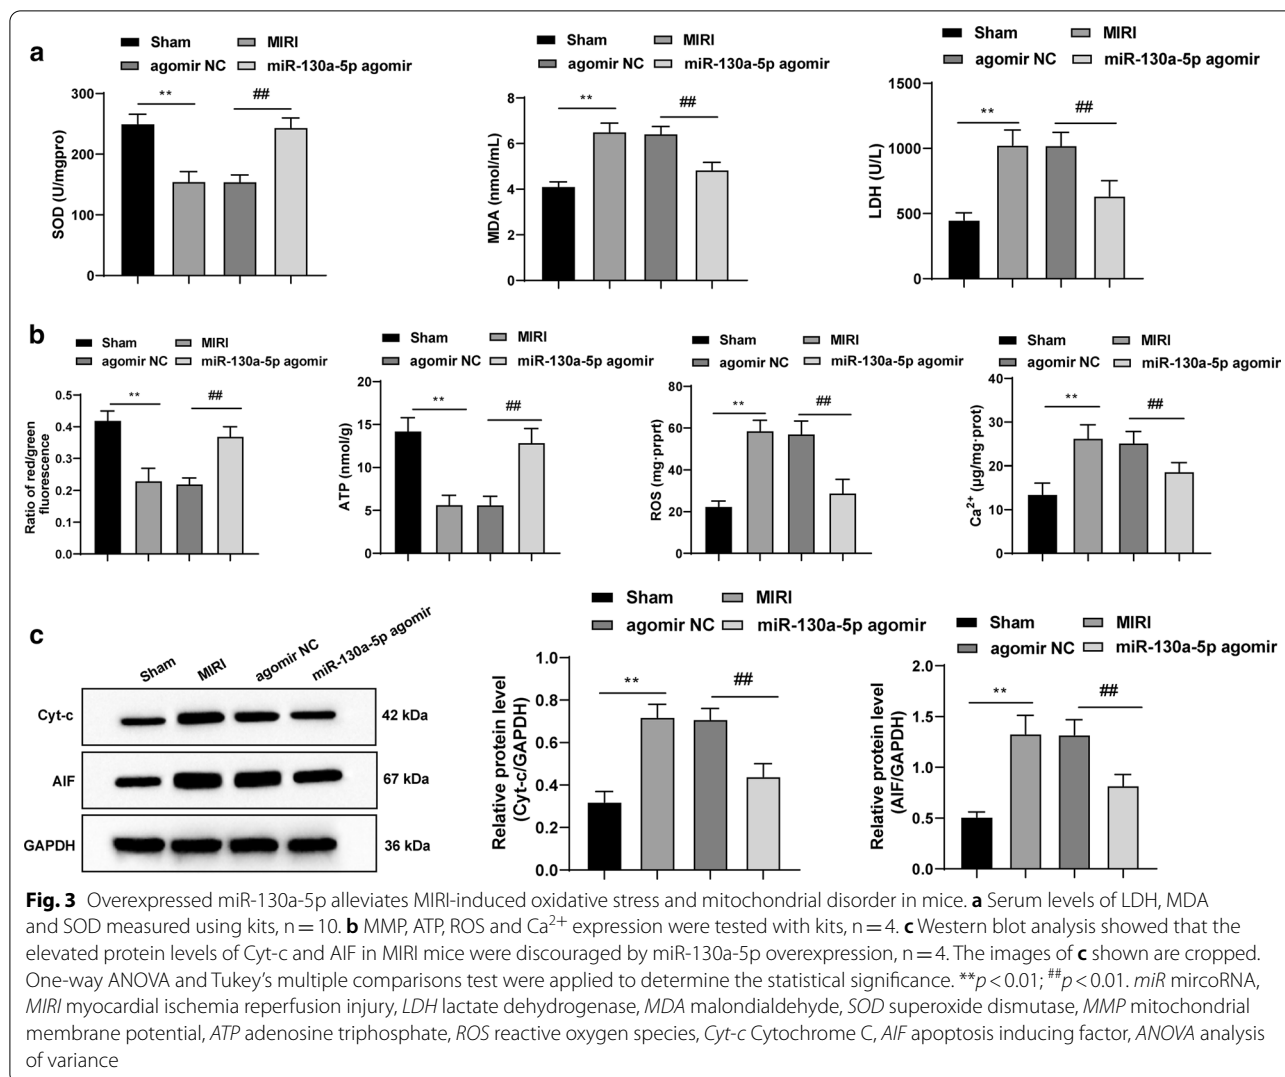 a
Sham MIRI
agomir NC miR-130a-5p agomir
SOD (U/mgpro)
300
200
100
0
** ##
Sham MIRI
agomir NC miR-130a-5p agomir
MDA (nmol/mL)
8
6
4
2
0
** ##
Sham MIRI
agomir NC miR-130a-5p agomir
LDH (U/L)
1500
1000
500
0
** ##
b
Sham MIRI
agomir NC miR-130a-5p agomir
Ratio of red/green
fluorescence
0.5
0.4
0.3
0.2
0.1
0.0
** ##
Sham MIRI
agomir NC miR-130a-5p agomir
ATP (nmol/g)
20
15
10
5
0
** ##
Sham MIRI
agomir NC miR-130a-5p agomir
ROS (mg·prprt)
80
60
40
20
0
** ##
Sham MIRI
agomir NC miR-130a-5p agomir
Ca²⁺ (μg/mg·prot)
40
30
20
10
0
** ##
c
Sham MIRI agomir NC miR-130a-5p agomir
Cyt-c 42 kDa
AIF 67 kDa
GAPDH 36 kDa
Sham MIRI
agomir NC miR-130a-5p agomir
Relative protein level
(Cyt-c/GAPDH)
1.0
0.8
0.6
0.4
0.2
0.0
** ##
Sham MIRI
agomir NC miR-130a-5p agomir
Relative protein level
(AIF/GAPDH)
2.0
1.5
1.0
0.5
0.0
** ##
Fig. 3 Overexpressed miR-130a-5p alleviates MIRI-induced oxidative stress and mitochondrial disorder in mice. a Serum levels of LDH, MDA
and SOD measured using kits, n = 10. b MMP, ATP, ROS and Ca²⁺ expression were tested with kits, n = 4. c Western blot analysis showed that the
elevated protein levels of Cyt-c and AIF in MIRI mice were discouraged by miR-130a-5p overexpression, n = 4. The images of c shown are cropped.
One-way ANOVA and Tukey's multiple comparisons test were applied to determine the statistical significance. **p < 0.01; ##p < 0.01. miR mircoRNA,
MIRI myocardial ischemia reperfusion injury, LDH lactate dehydrogenase, MDA malondialdehyde, SOD superoxide dismutase, MMP mitochondrial
membrane potential, ATP adenosine triphosphate, ROS reactive oxygen species, Cyt-c Cytochrome C, AIF apoptosis inducing factor, ANOVA analysis
of variance